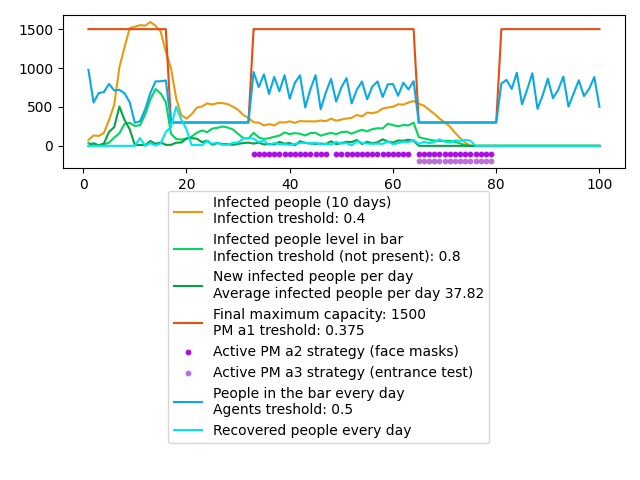 1500
1000
500
0
0
20
40
60
80
100
Infected people (10 days)
Infection treshold: 0.4
Infected people level in bar
Infection treshold (not present): 0.8
New infected people per day
Average infected people per day 37.82
Final maximum capacity: 1500
PM a1 treshold: 0.375
Active PM a2 strategy (face masks)
Active PM a3 strategy (entrance test)
People in the bar every day
Agents treshold: 0.5
Recovered people every day